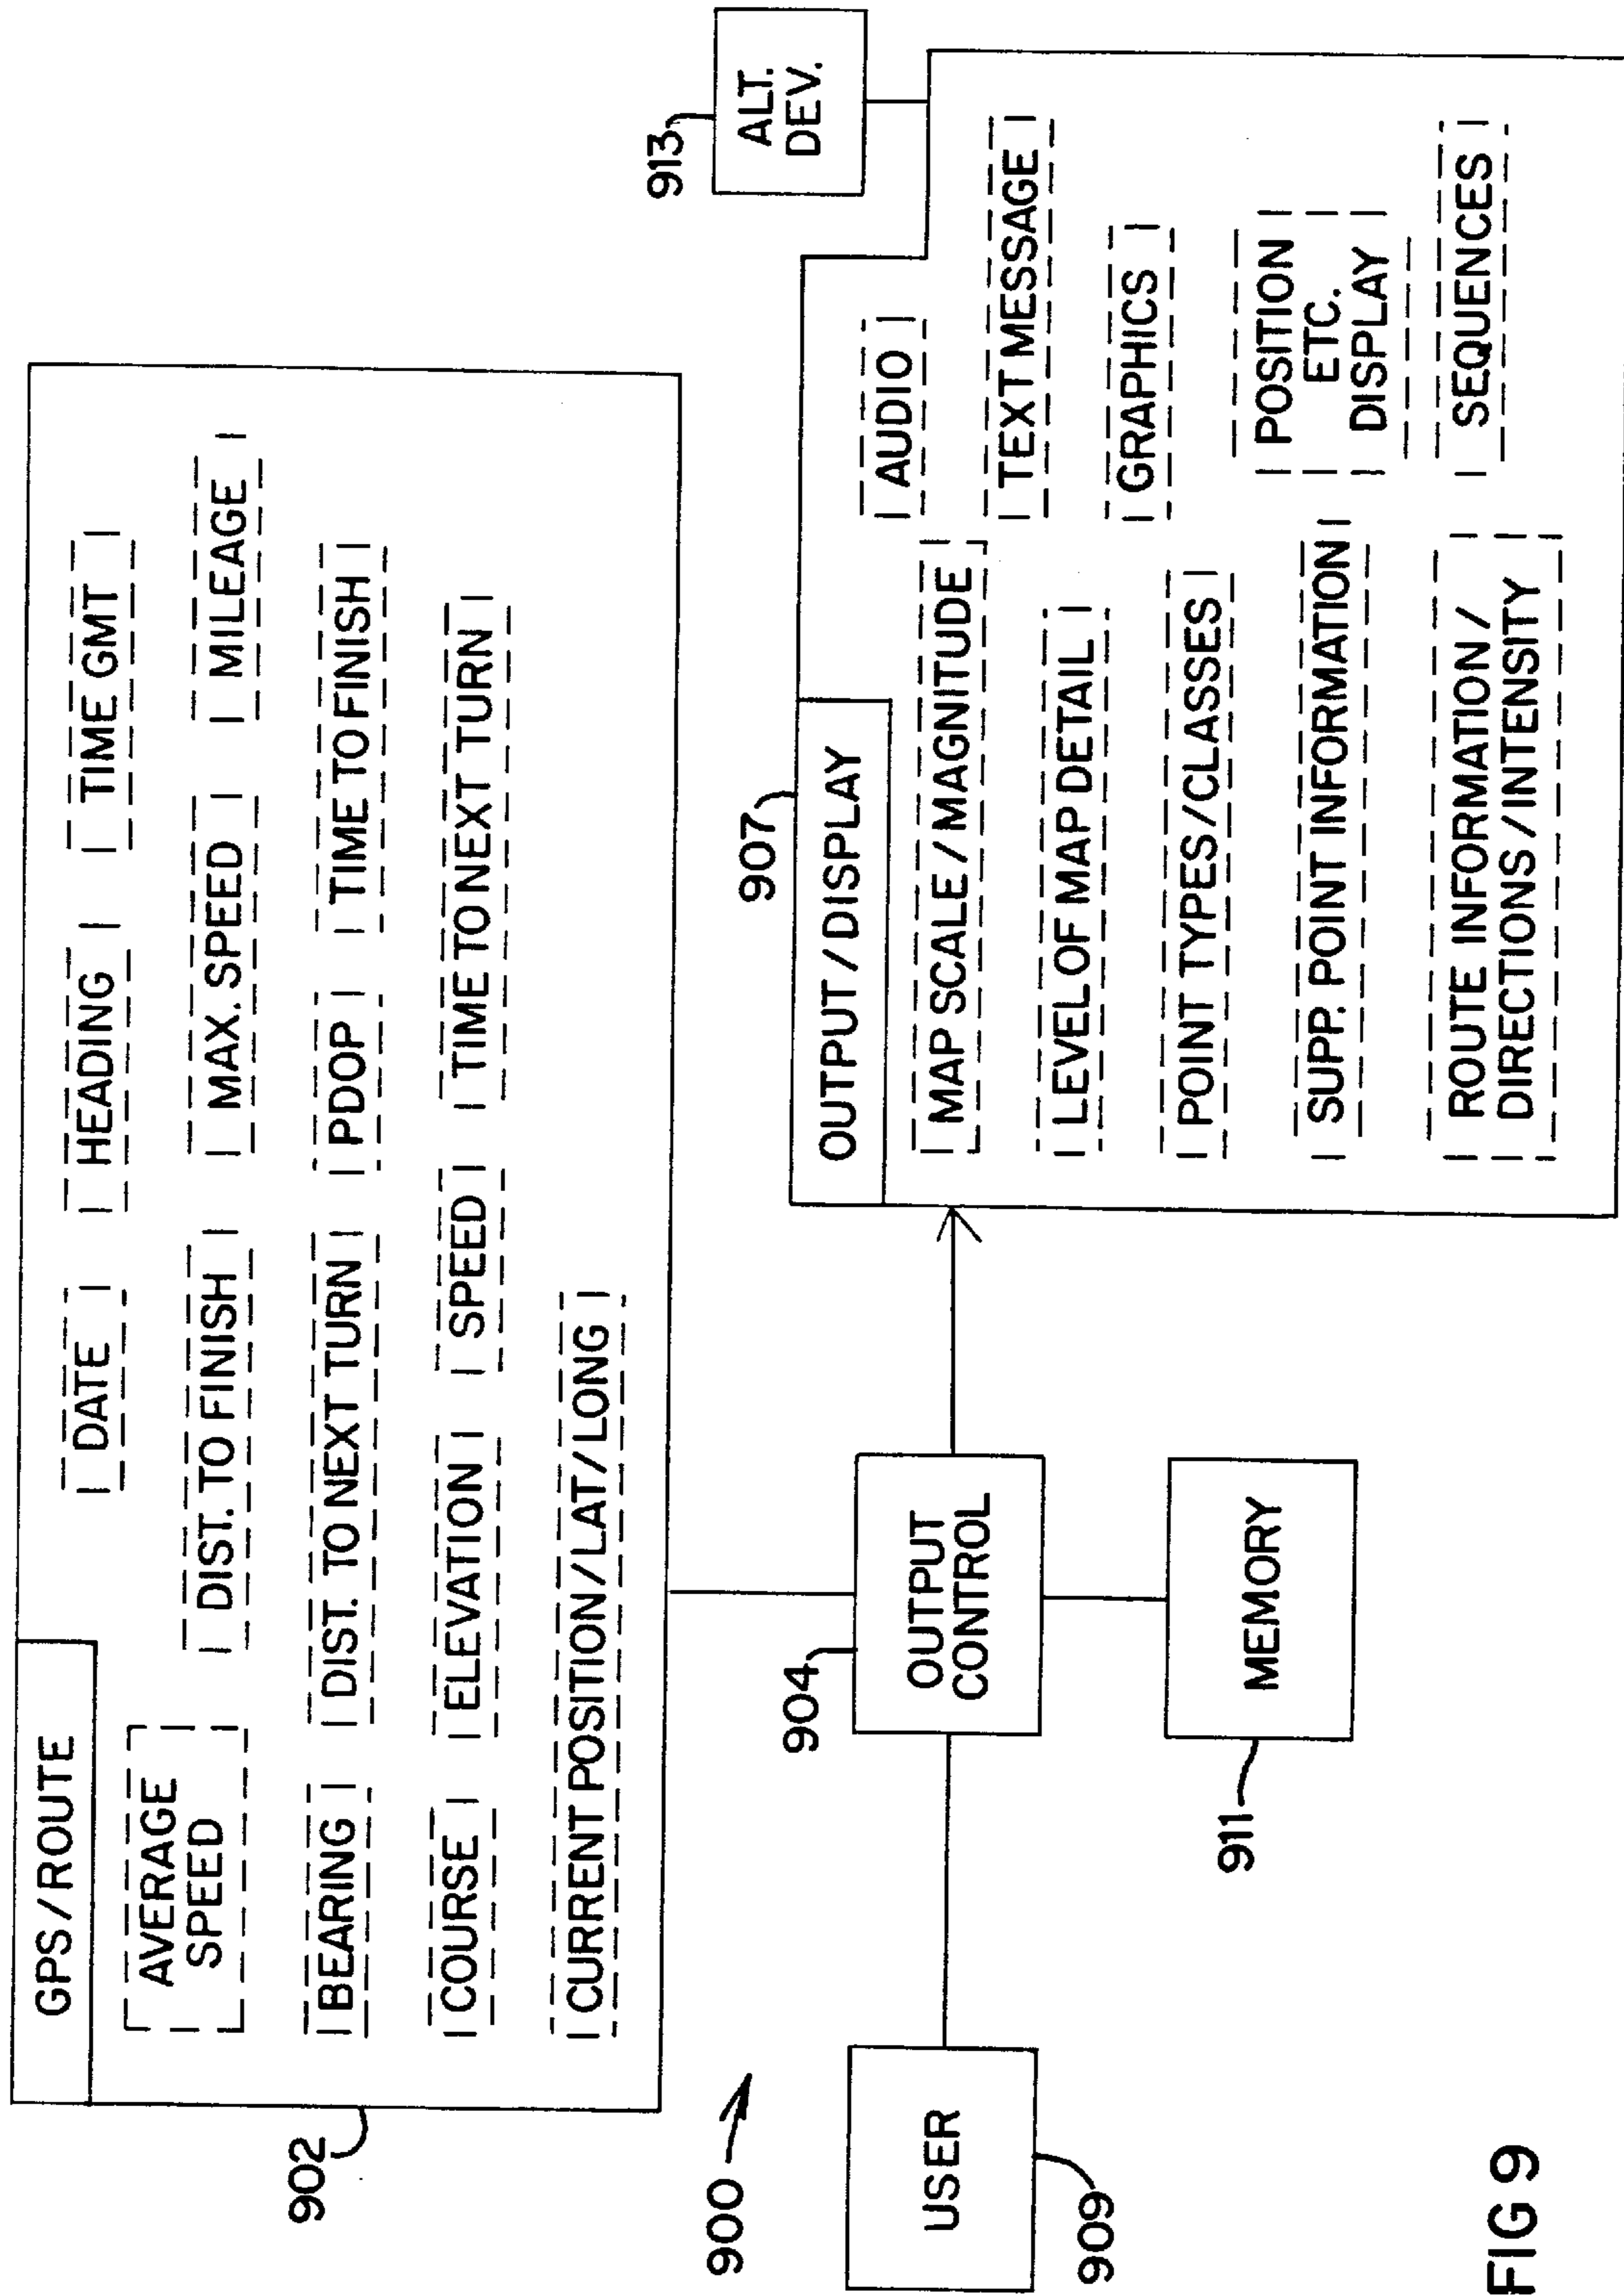 GPS/ROUTE
AVERAGE
SPEED
DATE
HEADING
TIME GMT
DIST. TO FINISH
MAX. SPEED
MILEAGE
BEARING
DIST. TO NEXT TURN
PDOP
TIME TO FINISH
COURSE
ELEVATION
SPEED
TIME TO NEXT TURN
CURRENT POSITION/LAT/LONG
902
900
USER
909
904
OUTPUT
CONTROL
MEMORY
911
907
OUTPUT/DISPLAY
MAP SCALE/MAGNITUDE
LEVEL OF MAP DETAIL
POINT TYPES/CLASSES
SUPP. POINT INFORMATION
ROUTE INFORMATION/
DIRECTIONS/INTENSITY
AUDIO
TEXT MESSAGE
GRAPHICS
POSITION
ETC.
DISPLAY
SEQUENCES
913
ALT.
DEV.
FIG 9